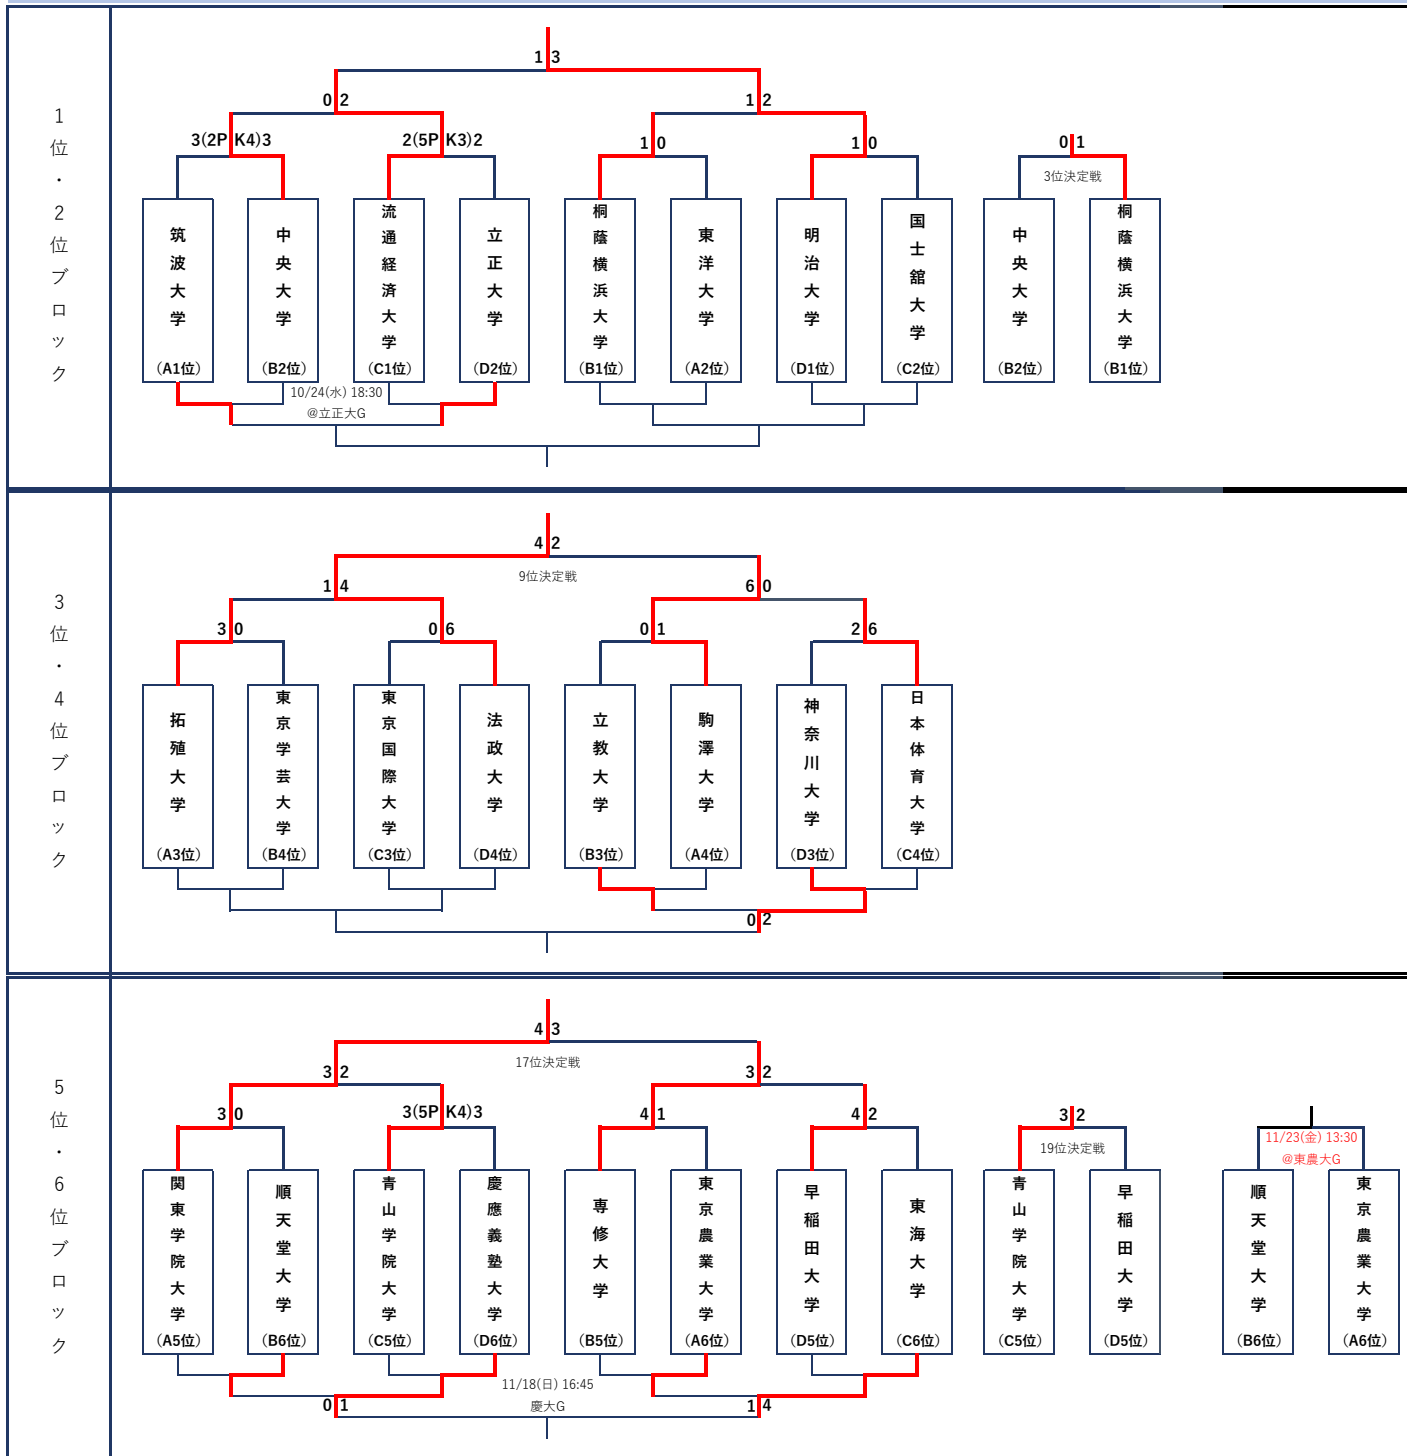 1位・2位ブロック
1 3
0 2
1 2
3(2P K4)3
2(5P K3)2
1 0
1 0
0 1
3位決定戦
筑波大学
(A1位)
中央大学
(B2位)
流通経済大学
(C1位)
立正大学
(D2位)
桐蔭横浜大学
(B1位)
東洋大学
(A2位)
明治大学
(D1位)
国士舘大学
(C2位)
中央大学
(B2位)
桐蔭横浜大学
(B1位)
10/24(水) 18:30
@立正大G
3位・4位ブロック
4 2
9位決定戦
1 4
6 0
3 0
0 6
0 1
2 6
拓殖大学
(A3位)
東京学芸大学
(B4位)
東京国際大学
(C3位)
法政大学
(D4位)
立教大学
(B3位)
駒澤大学
(A4位)
神奈川大学
(D3位)
日本体育大学
(C4位)
0 2
5位・6位ブロック
4 3
17位決定戦
3 2
3 2
3 0
3(5P K4)3
4 1
4 2
3 2
19位決定戦
11/23(金) 13:30
@東農大G
関東学院大学
(A5位)
順天堂大学
(B6位)
青山学院大学
(C5位)
慶應義塾大学
(D6位)
専修大学
(B5位)
東京農業大学
(A6位)
早稲田大学
(D5位)
東海大学
(C6位)
青山学院大学
(C5位)
早稲田大学
(D5位)
順天堂大学
(B6位)
東京農業大学
(A6位)
11/18(日) 16:45
慶大G
0 1
1 4